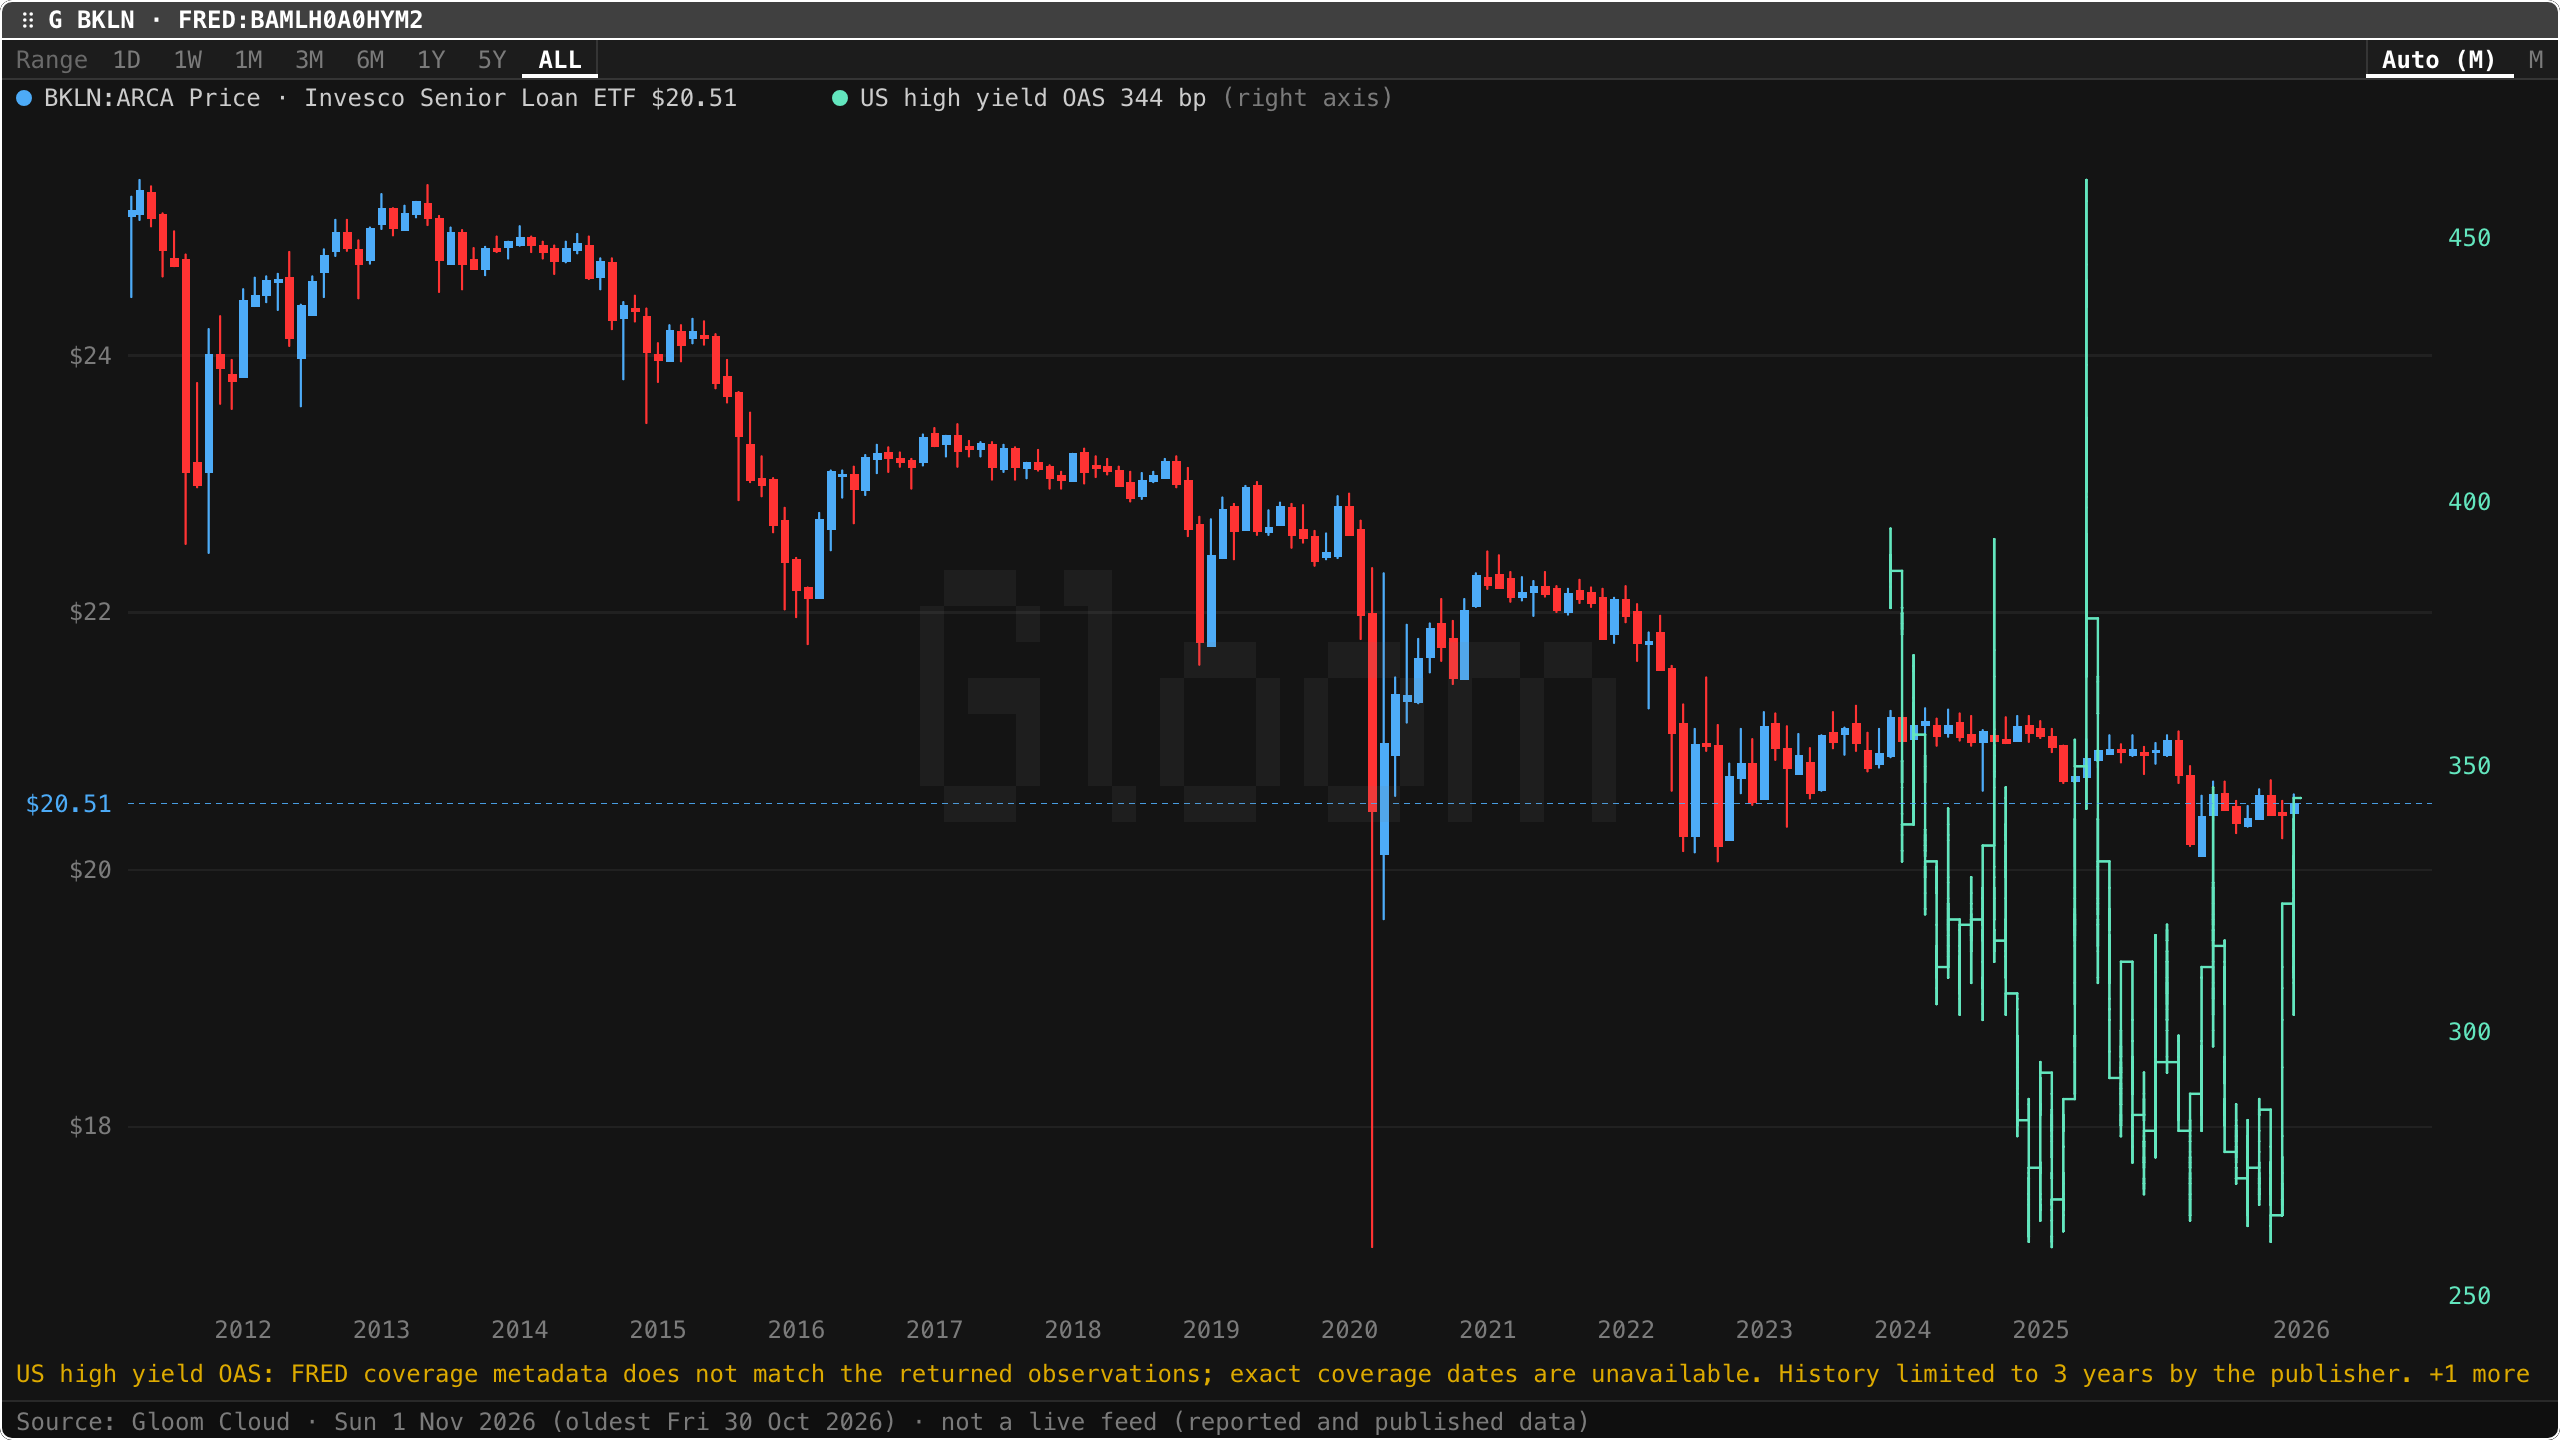 ⠿ G BKLN · FRED:BAMLH0A0HYM2
Range 1D 1W 1M 3M 6M 1Y 5Y ALL Auto (M) M
BKLN:ARCA Price · Invesco Senior Loan ETF $20.51 US high yield OAS 344 bp (right axis)
450
$24
400
$22
350
$20.51
$20
300
$18
250
Gloom
2012 2013 2014 2015 2016 2017 2018 2019 2020 2021 2022 2023 2024 2025 2026
US high yield OAS: FRED coverage metadata does not match the returned observations; exact coverage dates are unavailable. History limited to 3 years by the publisher. +1 more
Source: Gloom Cloud · Sun 1 Nov 2026 (oldest Fri 30 Oct 2026) · not a live feed (reported and published data)